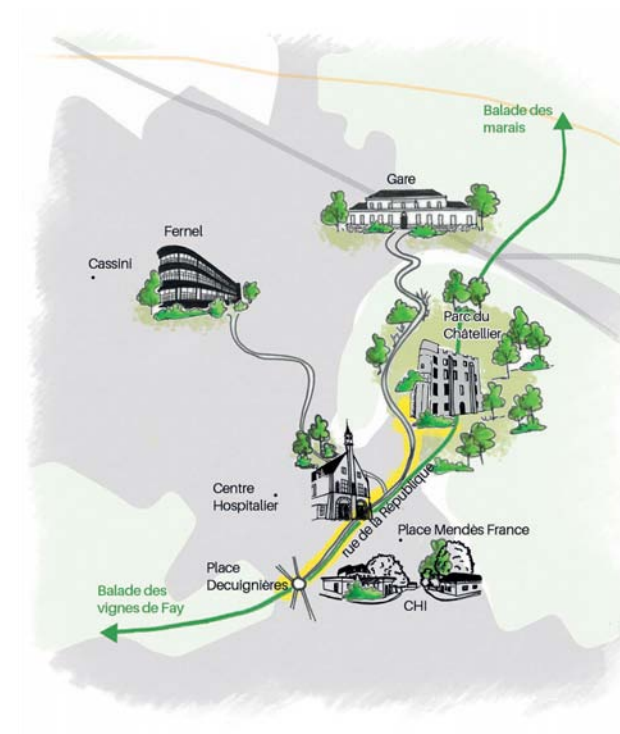 Balade des
marais
Gare
Fernel
Cassini
Parc du
Châtellier
Centre
Hospitalier
rue de la République
Place Mendès France
Place
Decuignières
CHI
Balade des
vignes de Fay